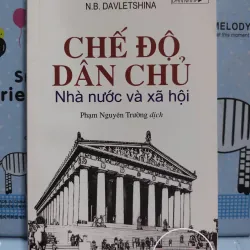 N.B. DAVLETSHINA
CHẾ ĐỘ
DÂN CHỦ
Nhà nước và xã hội
Phạm Nguyên Trường dịch
MELODY